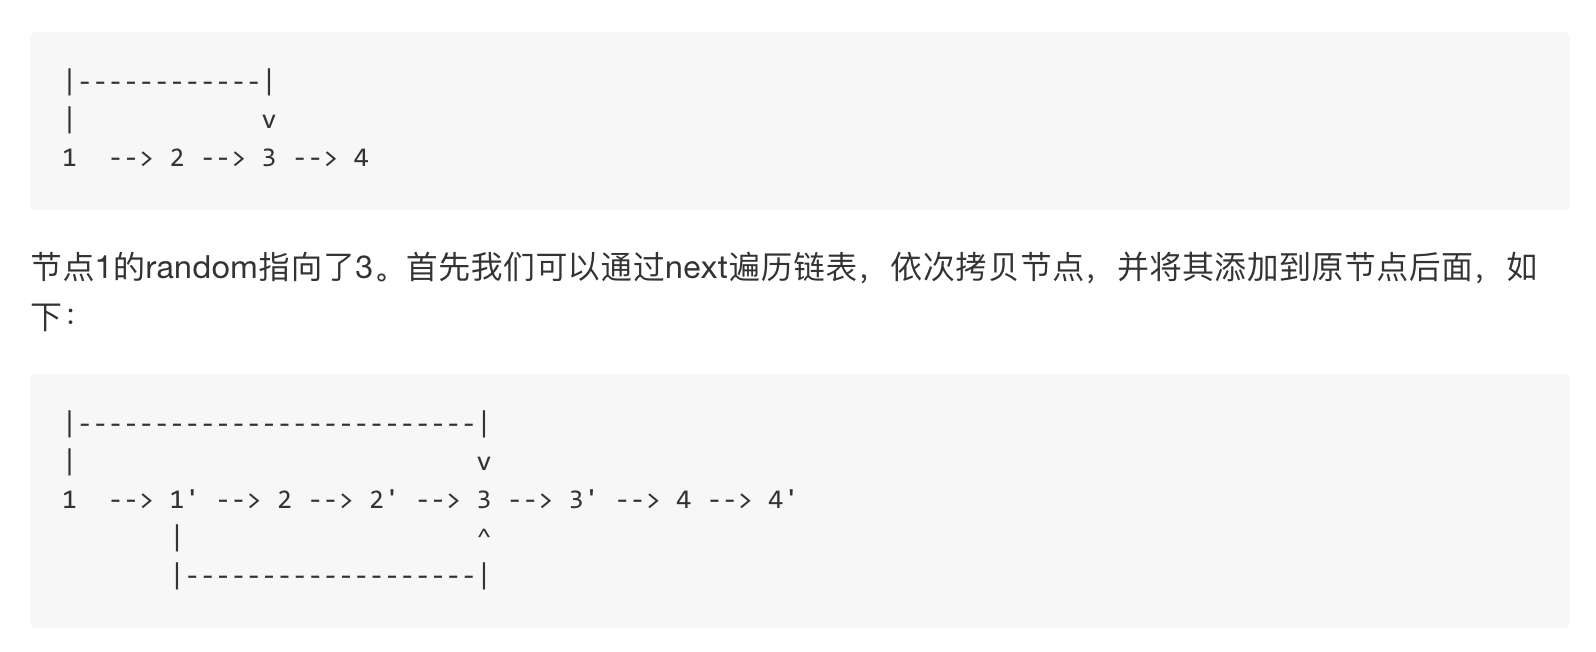 |------------|
|            v
1  --> 2 --> 3 --> 4
节点1的random指向了3。首先我们可以通过next遍历链表，依次拷贝节点，并将其添加到原节点后面，如
下：
|--------------------------|
|                          v
1  --> 1' --> 2 --> 2' --> 3 --> 3' --> 4 --> 4'
       |                   ^
       |-------------------|